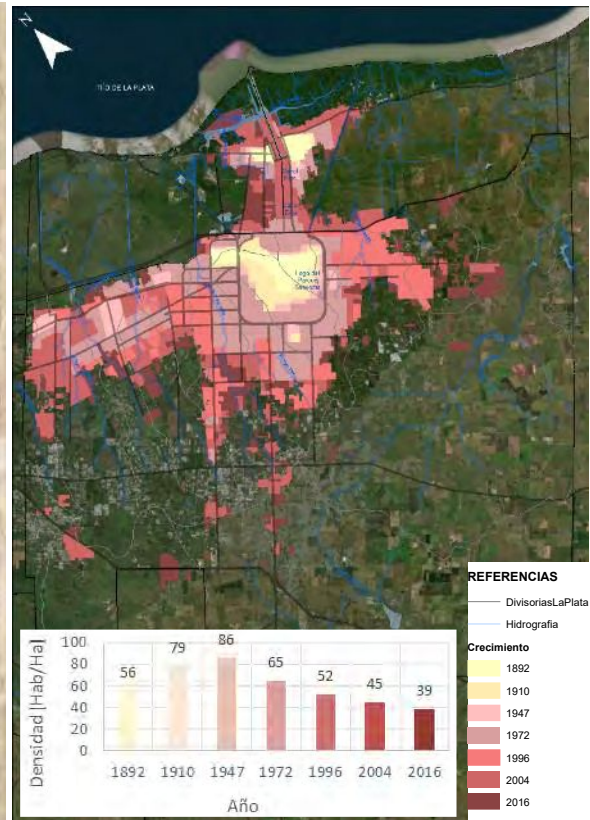 N
RÍO DE LA PLATA
Lago del
REFERENCIAS
DivisoriasLaPlata
Hidrografia
Crecimiento
1892
1910
1947
1972
1996
2004
2016
Densidad [Hab/Ha]
100
80
60
40
20
0
56
79
86
65
52
45
39
1892 1910 1947 1972 1996 2004 2016
Año